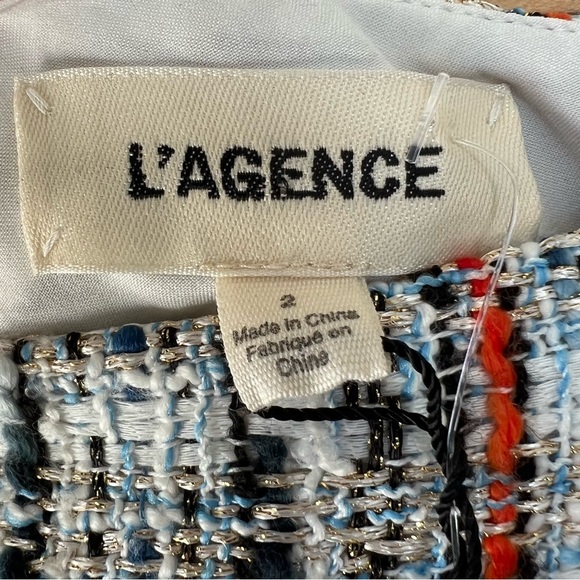 L'AGENCE
2
Made in China
Fabriqué en
Chine